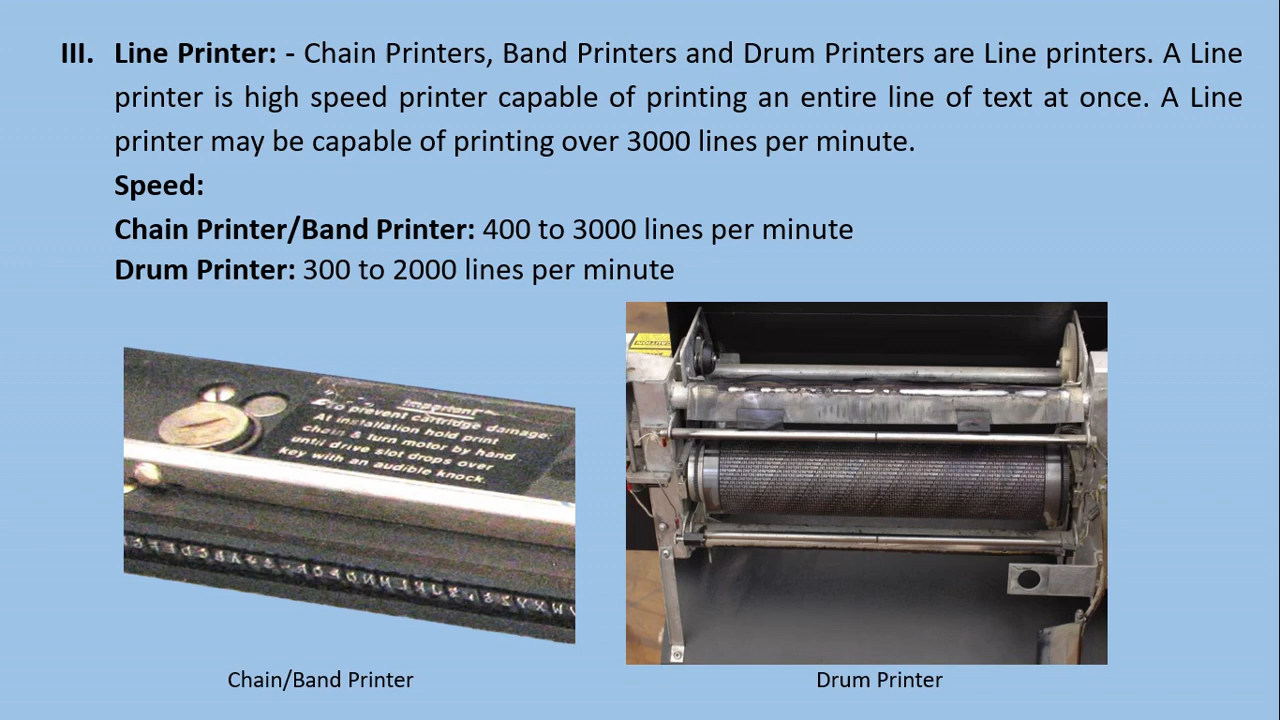 III. Line Printer: - Chain Printers, Band Printers and Drum Printers are Line printers. A Line
printer is high speed printer capable of printing an entire line of text at once. A Line
printer may be capable of printing over 3000 lines per minute.
Speed:
Chain Printer/Band Printer: 400 to 3000 lines per minute
Drum Printer: 300 to 2000 lines per minute
Important
To prevent cartridge damage:
At installation hold print
chain & turn motor by hand
until drive slot drops over
key with an audible knock.
CAUTION
Chain/Band Printer
Drum Printer